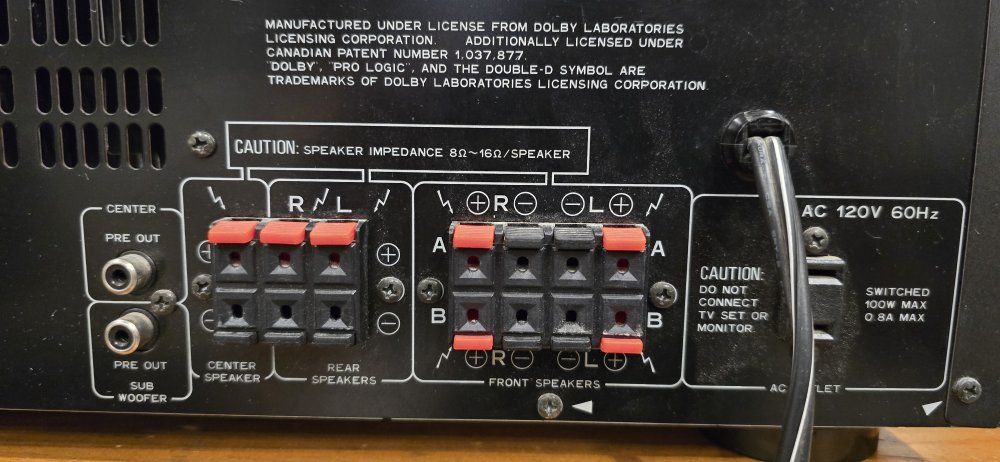 MANUFACTURED UNDER LICENSE FROM DOLBY LABORATORIES
LICENSING CORPORATION. ADDITIONALLY LICENSED UNDER
CANADIAN PATENT NUMBER 1,037,877.
"DOLBY", "PRO LOGIC", AND THE DOUBLE-D SYMBOL ARE
TRADEMARKS OF DOLBY LABORATORIES LICENSING CORPORATION.
CAUTION: SPEAKER IMPEDANCE 8Ω~16Ω/SPEAKER
CENTER
PRE OUT
PRE OUT
SUB
WOOFER
R L
+
−
+
−
CENTER
SPEAKER
REAR
SPEAKERS
+ R − − L +
A A
B B
+ R − − L +
FRONT SPEAKERS
AC 120V 60Hz
CAUTION:
DO NOT
CONNECT
TV SET OR
MONITOR.
SWITCHED
100W MAX
0.8A MAX